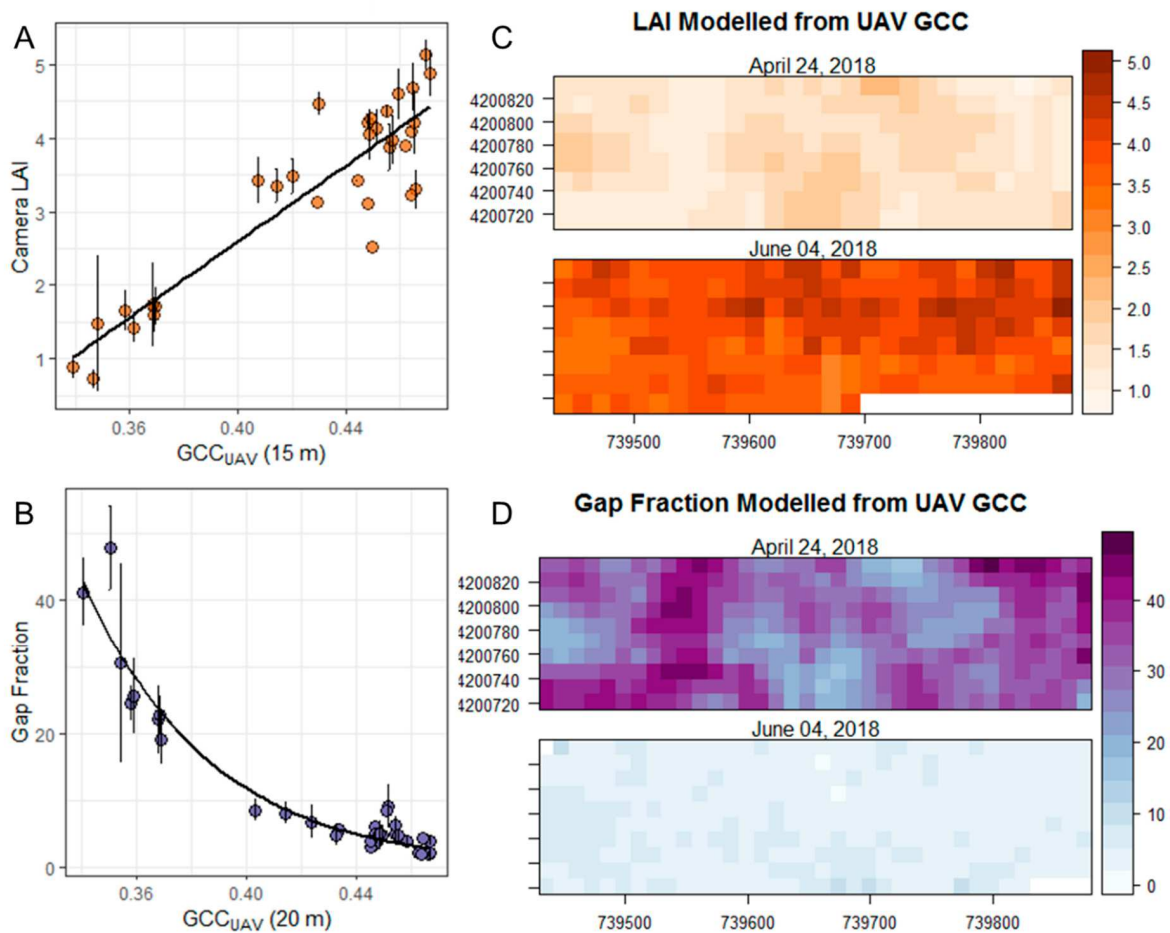 A
Camera LAI
5
4
3
2
1
0.36 0.40 0.44
GCC_UAV (15 m)
C
LAI Modelled from UAV GCC
April 24, 2018
4200820
4200800
4200780
4200760
4200740
4200720
June 04, 2018
739500 739600 739700 739800
5.0
4.5
4.0
3.5
3.0
2.5
2.0
1.5
1.0
B
Gap Fraction
40
20
0
0.36 0.40 0.44
GCC_UAV (20 m)
D
Gap Fraction Modelled from UAV GCC
April 24, 2018
4200820
4200800
4200780
4200760
4200740
4200720
June 04, 2018
739500 739600 739700 739800
40
30
20
10
0